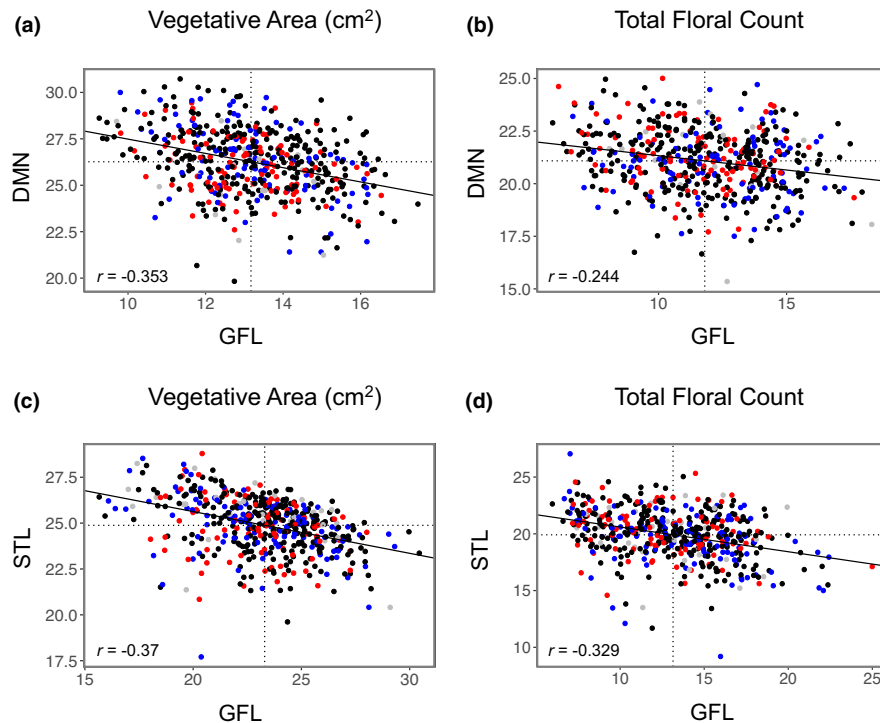 (a)
Vegetative Area (cm²)
30.0
27.5
25.0
22.5
20.0
DMN
r = -0.353
10
12
14
16
GFL
(b)
Total Floral Count
25.0
22.5
20.0
17.5
15.0
DMN
r = -0.244
10
15
GFL
(c)
Vegetative Area (cm²)
27.5
25.0
22.5
20.0
17.5
STL
r = -0.37
15
20
25
30
GFL
(d)
Total Floral Count
25
20
15
10
STL
r = -0.329
10
15
20
25
GFL